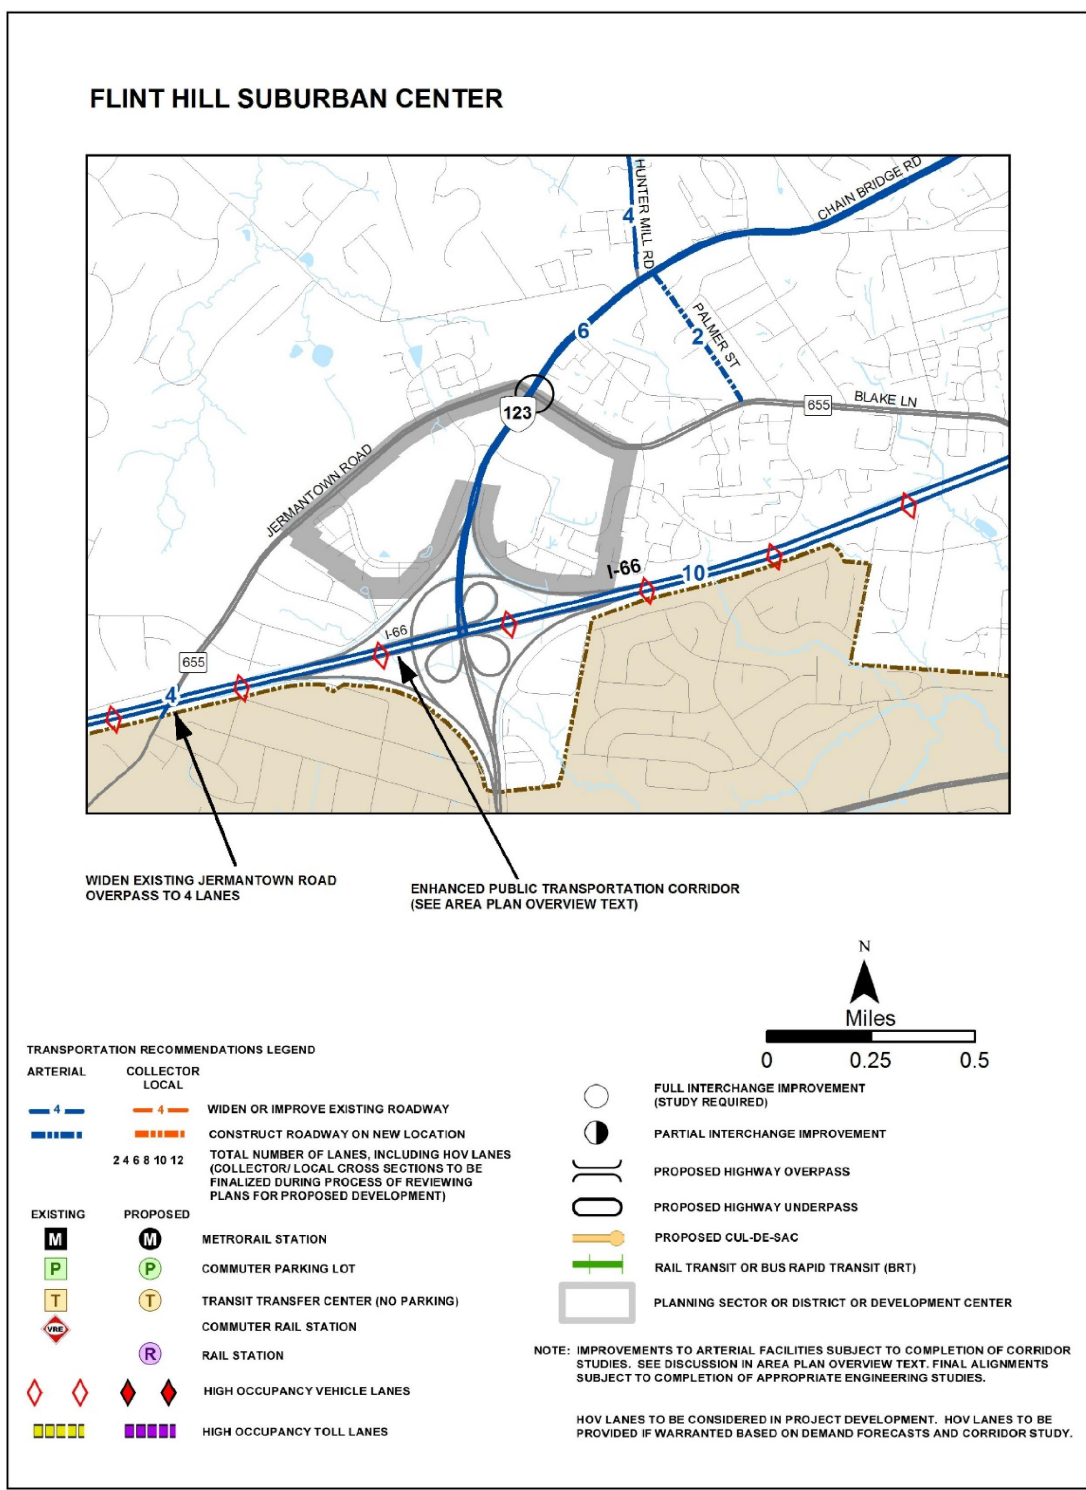 FLINT HILL SUBURBAN CENTER
HUNTER MILL RD
4
CHAIN BRIDGE RD
6
PALMER ST
2
123
655
BLAKE LN
JERMANTOWN ROAD
I-66
10
I-66
655
4
WIDEN EXISTING JERMANTOWN ROAD
OVERPASS TO 4 LANES
ENHANCED PUBLIC TRANSPORTATION CORRIDOR
(SEE AREA PLAN OVERVIEW TEXT)
N
Miles
0 0.25 0.5
TRANSPORTATION RECOMMENDATIONS LEGEND
ARTERIAL
COLLECTOR
LOCAL
4 4 WIDEN OR IMPROVE EXISTING ROADWAY
CONSTRUCT ROADWAY ON NEW LOCATION
2 4 6 8 10 12
TOTAL NUMBER OF LANES, INCLUDING HOV LANES
(COLLECTOR/ LOCAL CROSS SECTIONS TO BE
FINALIZED DURING PROCESS OF REVIEWING
PLANS FOR PROPOSED DEVELOPMENT)
EXISTING PROPOSED
M M METRORAIL STATION
P P COMMUTER PARKING LOT
T T TRANSIT TRANSFER CENTER (NO PARKING)
VRE COMMUTER RAIL STATION
R RAIL STATION
HIGH OCCUPANCY VEHICLE LANES
HIGH OCCUPANCY TOLL LANES
FULL INTERCHANGE IMPROVEMENT
(STUDY REQUIRED)
PARTIAL INTERCHANGE IMPROVEMENT
PROPOSED HIGHWAY OVERPASS
PROPOSED HIGHWAY UNDERPASS
PROPOSED CUL-DE-SAC
RAIL TRANSIT OR BUS RAPID TRANSIT (BRT)
PLANNING SECTOR OR DISTRICT OR DEVELOPMENT CENTER
NOTE: IMPROVEMENTS TO ARTERIAL FACILITIES SUBJECT TO COMPLETION OF CORRIDOR
STUDIES. SEE DISCUSSION IN AREA PLAN OVERVIEW TEXT. FINAL ALIGNMENTS
SUBJECT TO COMPLETION OF APPROPRIATE ENGINEERING STUDIES.
HOV LANES TO BE CONSIDERED IN PROJECT DEVELOPMENT. HOV LANES TO BE
PROVIDED IF WARRANTED BASED ON DEMAND FORECASTS AND CORRIDOR STUDY.